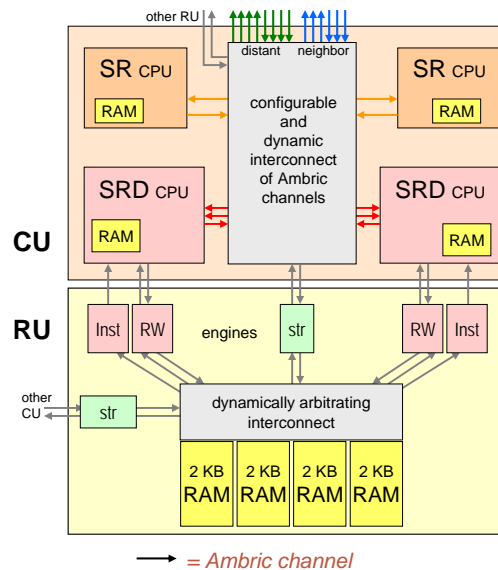 other RU
distant neighbor
SR CPU
RAM
SR CPU
RAM
configurable
and
dynamic
interconnect
of Ambric
channels
SRD CPU
RAM
SRD CPU
RAM
CU
RU
Inst
RW
engines
str
RW
Inst
other
CU
str
dynamically arbitrating
interconnect
2 KB
RAM
2 KB
RAM
2 KB
RAM
2 KB
RAM
= Ambric channel